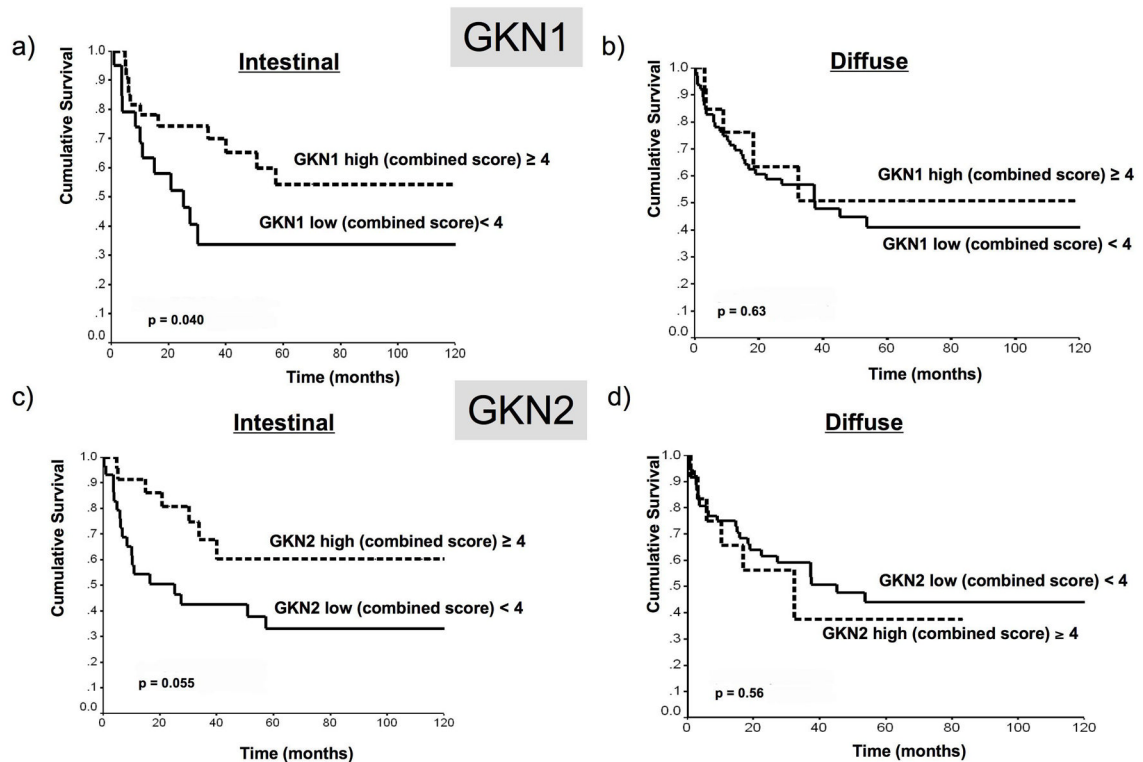 GKN1
a)
Intestinal
Cumulative Survival
1.0
.9
.8
.7
.6
.5
.4
.3
.2
.1
0.0
GKN1 high (combined score) ≥ 4
GKN1 low (combined score)< 4
p = 0.040
0 20 40 60 80 100 120
Time (months)
b)
Diffuse
Cumulative Survival
1.0
.9
.8
.7
.6
.5
.4
.3
.2
.1
0.0
GKN1 high (combined score) ≥ 4
GKN1 low (combined score) < 4
p = 0.63
0 20 40 60 80 100 120
Time (months)
GKN2
c)
Intestinal
Cumulative Survival
1.0
.9
.8
.7
.6
.5
.4
.3
.2
.1
0.0
GKN2 high (combined score) ≥ 4
GKN2 low (combined score) < 4
p = 0.055
0 20 40 60 80 100 120
Time (months)
d)
Diffuse
Cumulative Survival
1.0
.9
.8
.7
.6
.5
.4
.3
.2
.1
0.0
GKN2 low (combined score) < 4
GKN2 high (combined score) ≥ 4
p = 0.56
0 20 40 60 80 100 120
Time (months)